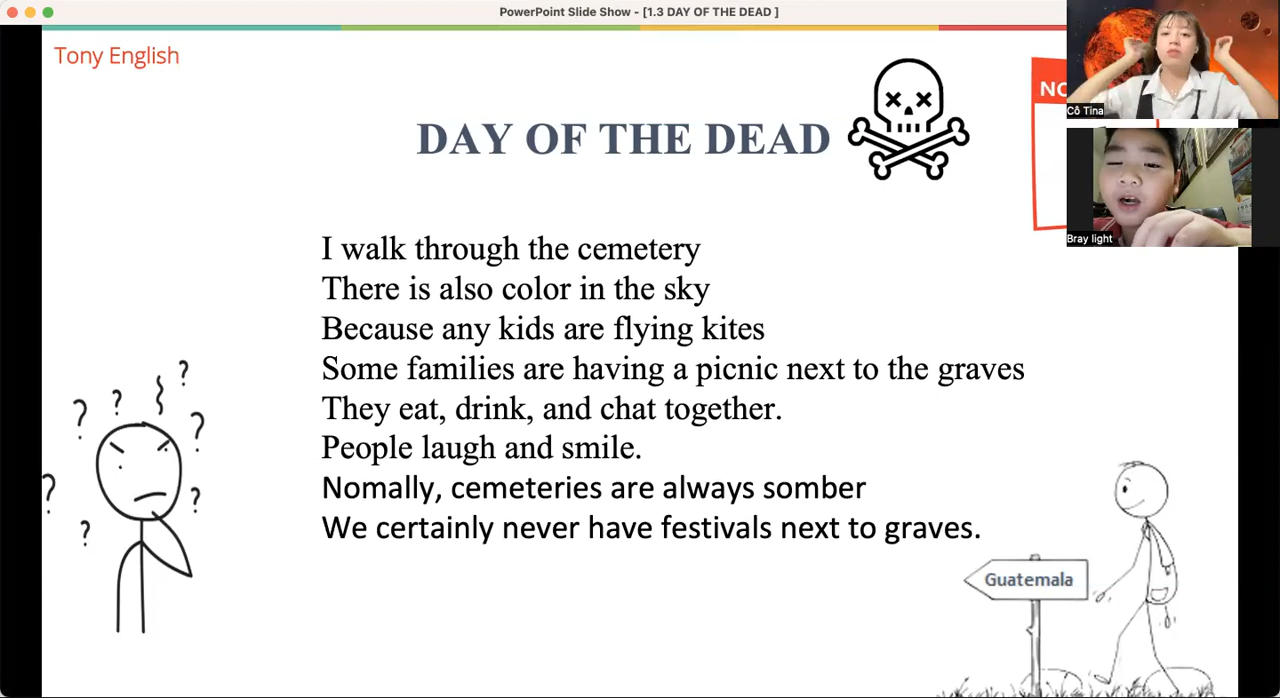 PowerPoint Slide Show - [1.3 DAY OF THE DEAD ]
Tony English
NO
Cô Tina
DAY OF THE DEAD
Bray light
I walk through the cemetery
There is also color in the sky
Because any kids are flying kites
Some families are having a picnic next to the graves
They eat, drink, and chat together.
People laugh and smile.
Nomally, cemeteries are always somber
We certainly never have festivals next to graves.
? ? ? ? ? ? ?
Guatemala